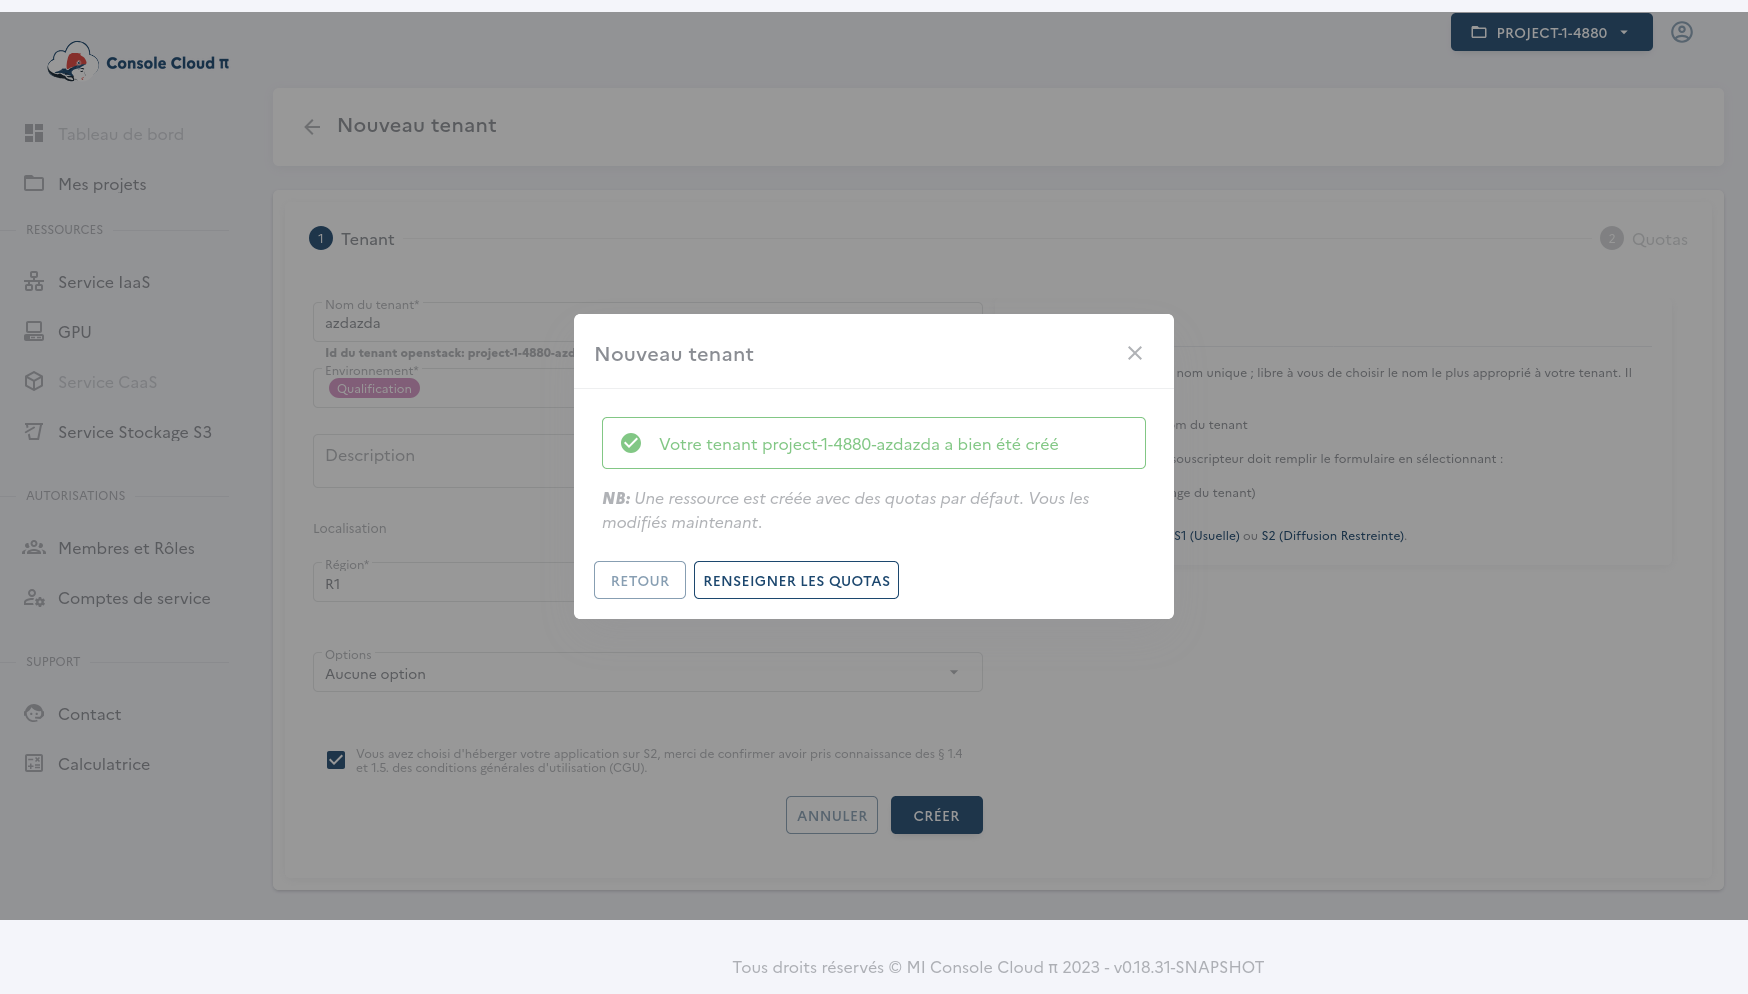 PROJECT-1-4880
Console Cloud π
Tableau de bord
Mes projets
RESSOURCES
Service IaaS
GPU
Service CaaS
Service Stockage S3
AUTORISATIONS
Membres et Rôles
Comptes de service
SUPPORT
Contact
Calculatrice
Nouveau tenant
1 Tenant
2 Quotas
Nom du tenant*
azdazda
Id du tenant openstack: project-1-4880-azd
Environnement*
Qualification
Description
Localisation
Région*
R1
Options
Aucune option
Vous avez choisi d'héberger votre application sur S2, merci de confirmer avoir pris connaissance des § 1.4
et 1.5. des conditions générales d'utilisation (CGU).
ANNULER
CRÉER
nom unique ; libre à vous de choisir le nom le plus approprié à votre tenant. Il
m du tenant
souscripteur doit remplir le formulaire en sélectionnant :
ge du tenant)
S1 (Usuelle) ou S2 (Diffusion Restreinte).
Nouveau tenant
Votre tenant project-1-4880-azdazda a bien été créé
NB: Une ressource est créée avec des quotas par défaut. Vous les
modifiés maintenant.
RETOUR
RENSEIGNER LES QUOTAS
Tous droits réservés © MI Console Cloud π 2023 - v0.18.31-SNAPSHOT